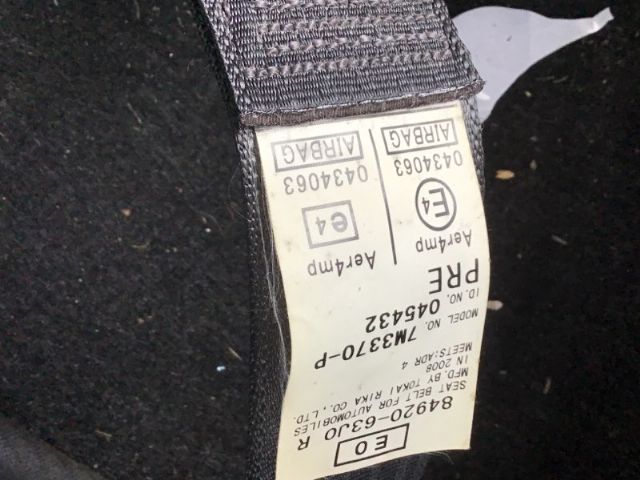 E0
84920-63J0 R
SEAT BELT FOR AUTOMOBILES
MFD. BY TOKAI RIKA CO., LTD.
IN 2008
MEETS:ADR 4
MODEL NO. 7M3370-P
ID.NO. 045432
PRE
Aer4mp Aer4mp
E4 e4
0434063 0434063
AIRBAG AIRBAG